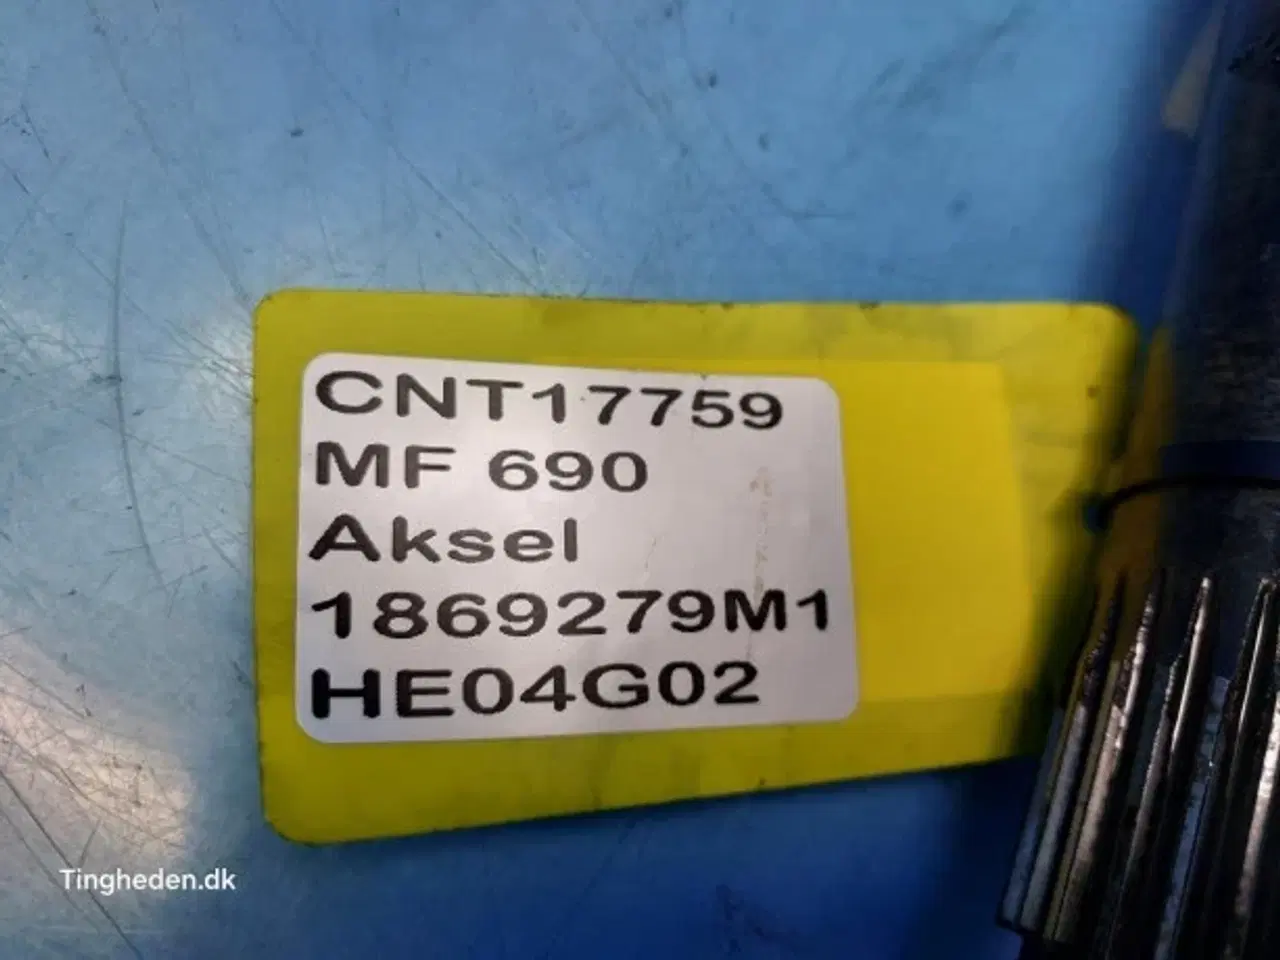 CNT17759
MF 690
Aksel
1869279M1
HE04G02
Tingheden.dk